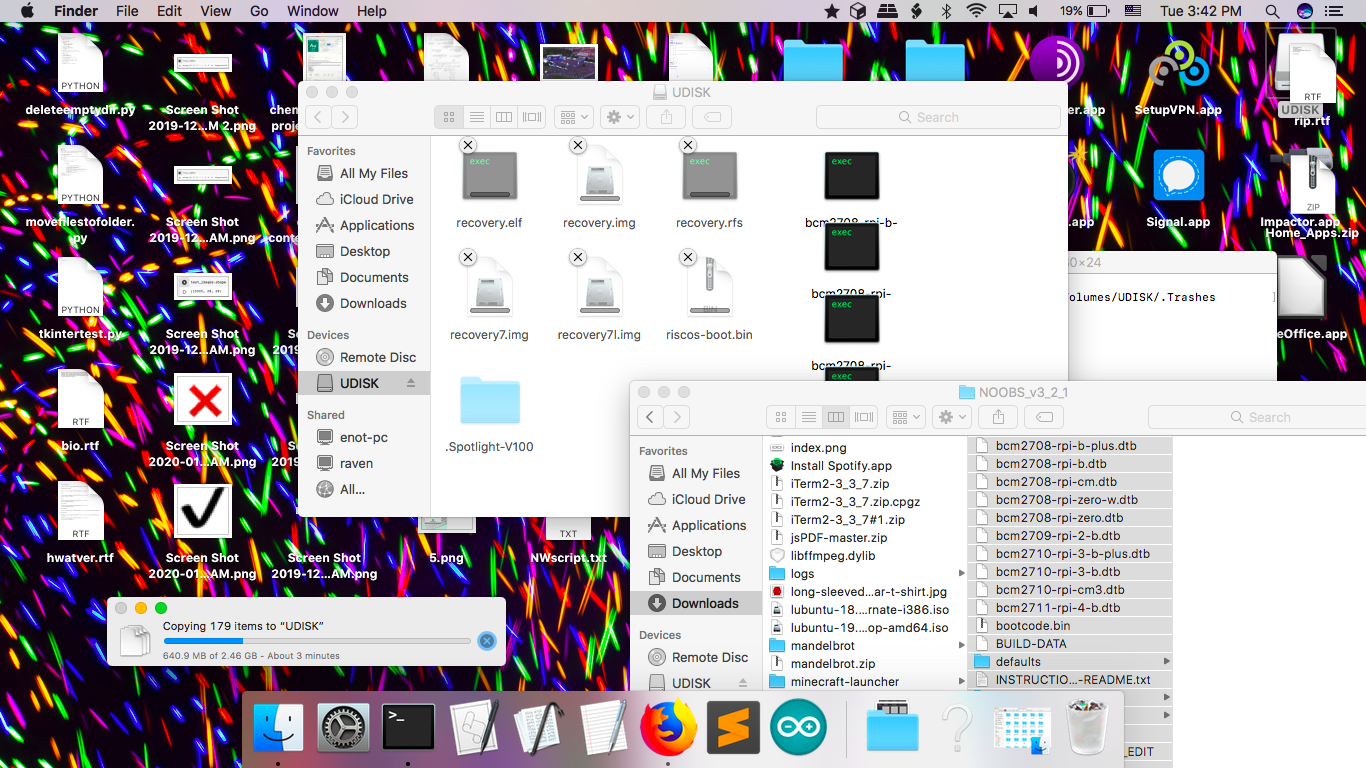 Finder File Edit View Go Window Help
19% Tue 3:42 PM
PYTHON
deleteemptydir.py
Screen Shot
2019-12...M 2.png
chem
proj
SetupVPN.app
er.app
RTF
UDISK
rip.rtf
UDISK
Search
Favorites
All My Files
iCloud Drive
Applications
Desktop
Documents
Downloads
Devices
Remote Disc
UDISK
Shared
enot-pc
raven
All...
exec
recovery.elf
recovery.img
exec
recovery.rfs
exec
bcm2708-rpi-b-
exec
bcm2708-rpi-
exec
bcm2708-rpi-
exec
recovery7.img
recovery7l.img
BIN
riscos-boot.bin
.Spotlight-V100
PYTHON
movefilestofolder.
py
Screen Shot
2019-12...AM.png
.app
Signal.app
ZIP
Impactor.app
Home_Apps.zip
0×24
olumes/UDISK/.Trashes
eOffice.app
PYTHON
tkintertest.py
Screen Shot
2019-12...AM.png
RTF
bio.rtf
Screen Shot
2020-01...AM.png
RTF
hwatver.rtf
Screen Shot
2020-01...AM.png
Screen Shot
2019-12...AM.png
5.png
TXT
NWscript.txt
Copying 179 items to “UDISK”
640.9 MB of 2.46 GB - About 3 minutes
NOOBS_v3_2_1
Search
Favorites
All My Files
iCloud Drive
Applications
Desktop
Documents
Downloads
Devices
Remote Disc
UDISK
index.png
Install Spotify.app
iTerm2-3_3_7.zip
iTerm2-3_3_7.zip.cpgz
iTerm2-3_3_7#1.zip
jsPDF-master.zip
libffmpeg.dylib
logs
long-sleeved...ar-t-shirt.jpg
lubuntu-18....rnate-i386.iso
lubuntu-19....op-amd64.iso
mandelbrot
mandelbrot.zip
minecraft-launcher
bcm2708-rpi-b-plus.dtb
bcm2708-rpi-b.dtb
bcm2708-rpi-cm.dtb
bcm2708-rpi-zero-w.dtb
bcm2708-rpi-zero.dtb
bcm2709-rpi-2-b.dtb
bcm2710-rpi-3-b-plus.dtb
bcm2710-rpi-3-b.dtb
bcm2710-rpi-cm3.dtb
bcm2711-rpi-4-b.dtb
bootcode.bin
BUILD-DATA
defaults
INSTRUCTIO...-README.txt
_EDIT